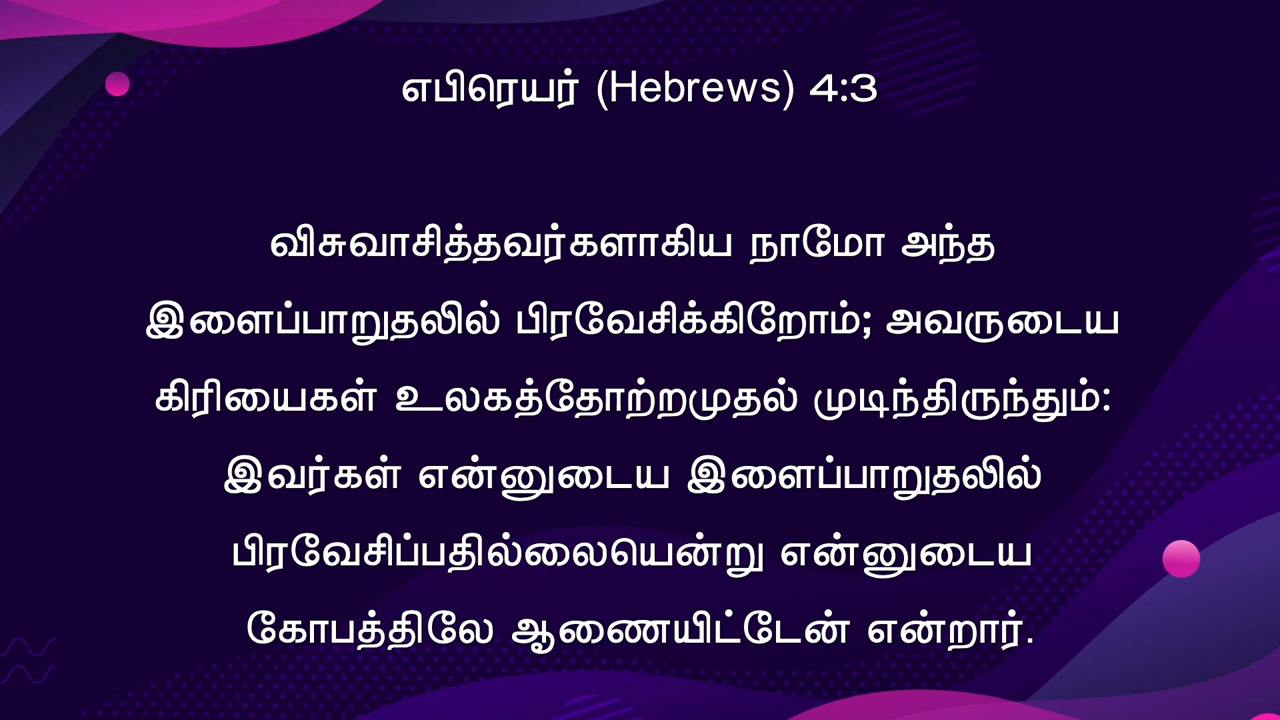 எபிரெயர் (Hebrews) 4:3
விசுவாசித்தவர்களாகிய நாமோ அந்த
இளைப்பாறுதலில் பிரவேசிக்கிறோம்; அவருடைய
கிரியைகள் உலகத்தோற்றமுதல் முடிந்திருந்தும்:
இவர்கள் என்னுடைய இளைப்பாறுதலில்
பிரவேசிப்பதில்லையென்று என்னுடைய
கோபத்திலே ஆணையிட்டேன் என்றார்.